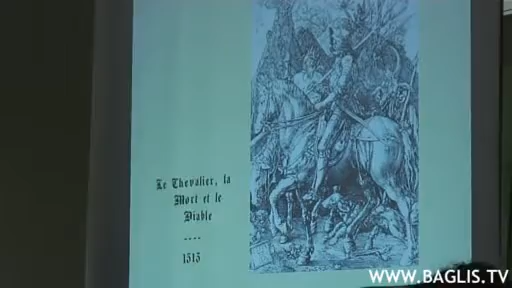 Le Chevalier, la
Mort et le
Diable
----
1513
WWW.BAGLIS.TV